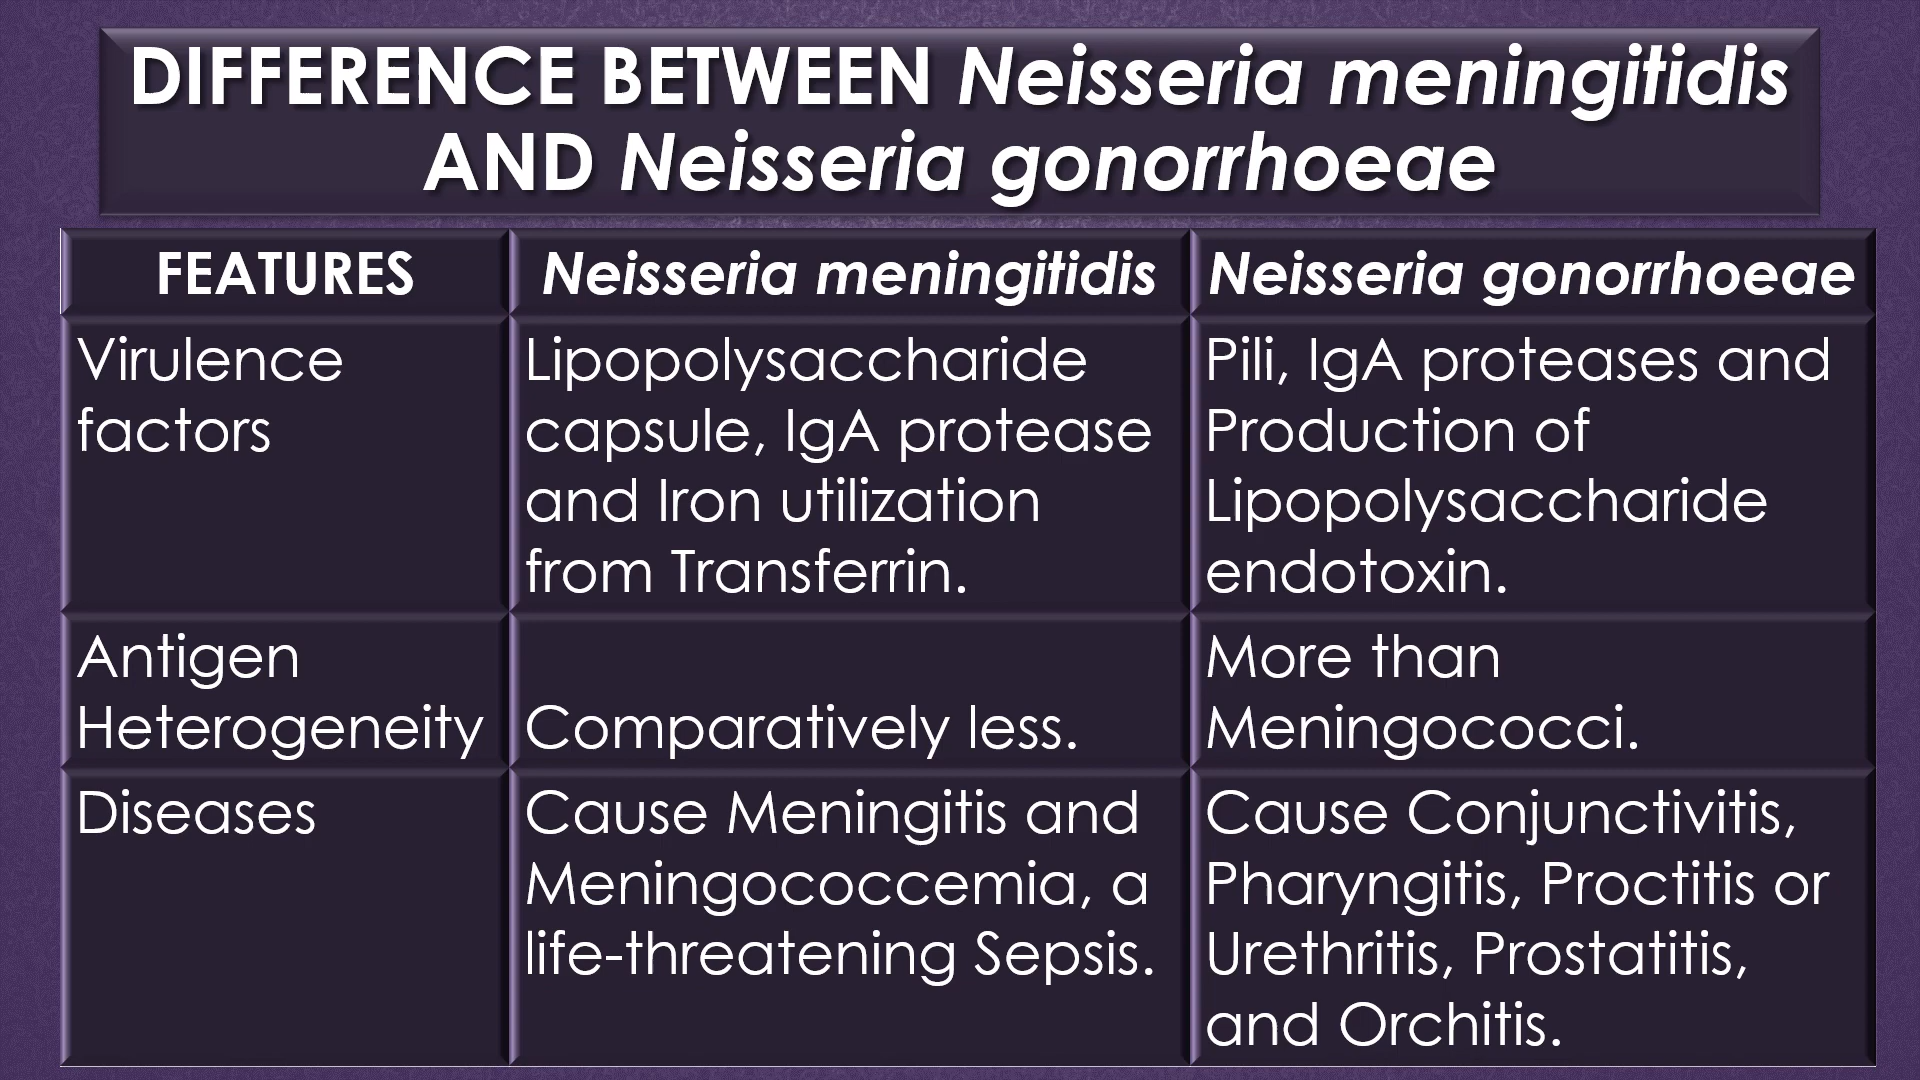 DIFFERENCE BETWEEN Neisseria meningitidis
AND Neisseria gonorrhoeae
FEATURES
Neisseria meningitidis
Neisseria gonorrhoeae
Virulence
factors
Lipopolysaccharide
capsule, IgA protease
and Iron utilization
from Transferrin.
Pili, IgA proteases and
Production of
Lipopolysaccharide
endotoxin.
Antigen
Heterogeneity
Comparatively less.
More than
Meningococci.
Diseases
Cause Meningitis and
Meningococcemia, a
life-threatening Sepsis.
Cause Conjunctivitis,
Pharyngitis, Proctitis or
Urethritis, Prostatitis,
and Orchitis.